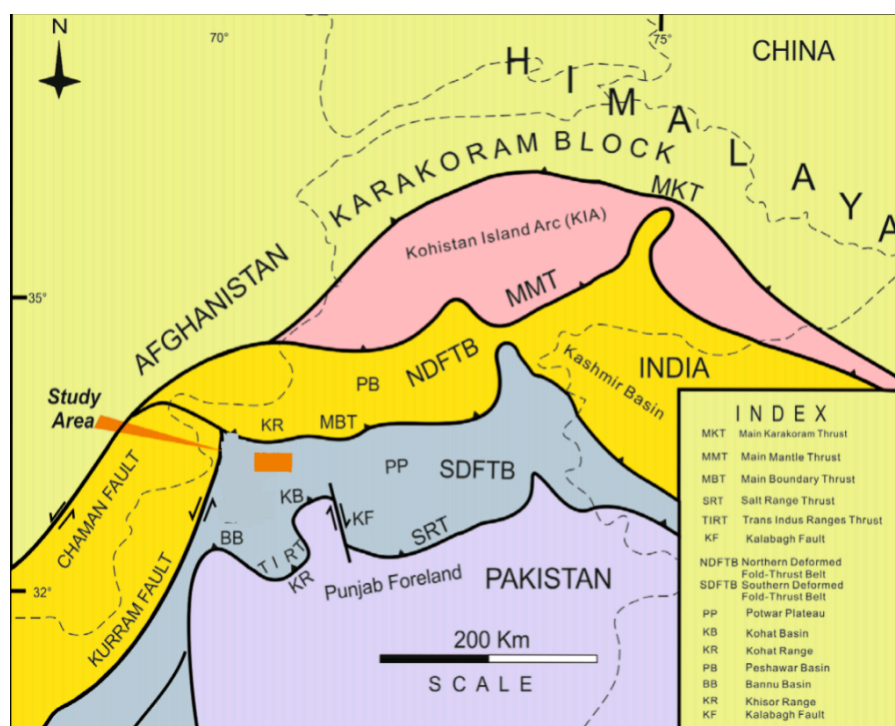 N
70°
75°
CHINA
HIMALAYA
KARAKORAM BLOCK
MKT
Kohistan Island Arc (KIA)
AFGHANISTAN
MMT
35°
NDFTB
PB
INDIA
Kashmir Basin
Study
Area
KR
MBT
PP
SDFTB
CHAMAN FAULT
KB
KF
BB
TIRT
SRT
KR
Punjab Foreland
PAKISTAN
32°
KURRAM FAULT
200 Km
SCALE
INDEX
MKT Main Karakoram Thrust
MMT Main Mantle Thrust
MBT Main Boundary Thrust
SRT Salt Range Thrust
TIRT Trans Indus Ranges Thrust
KF Kalabagh Fault
NDFTB Northern Deformed
Fold-Thrust Belt
SDFTB Southern Deformed
Fold-Thrust Belt
PP Potwar Plateau
KB Kohat Basin
KR Kohat Range
PB Peshawar Basin
BB Bannu Basin
KR Khisor Range
KF Kalabagh Fault